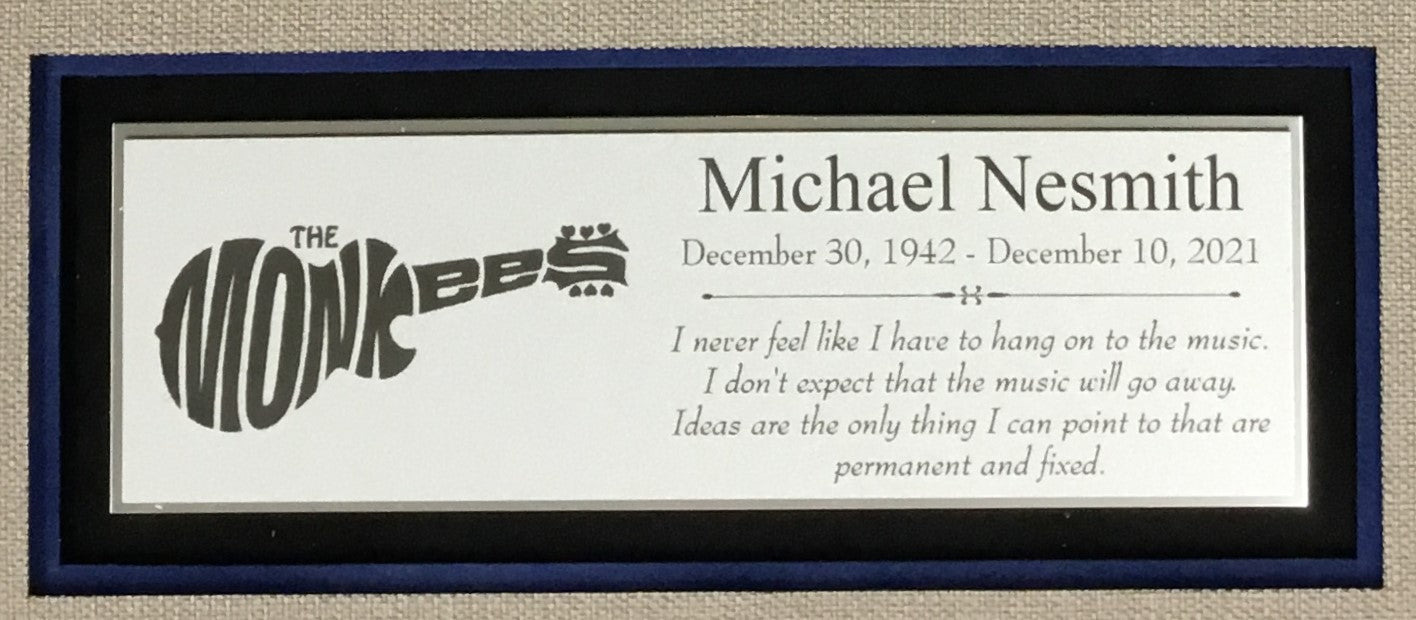 THE
MONKEES
Michael Nesmith
December 30, 1942 - December 10, 2021
I never feel like I have to hang on to the music.
I don't expect that the music will go away.
Ideas are the only thing I can point to that are
permanent and fixed.